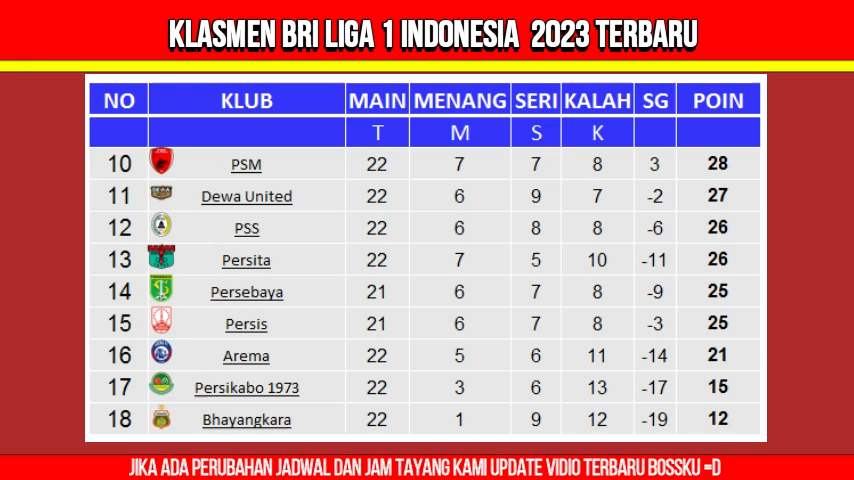 KLASMEN BRI LIGA 1 INDONESIA 2023 TERBARU
NO KLUB MAIN MENANG SERI KALAH SG POIN
T M S K
10 PSM 22 7 7 8 3 28
11 Dewa United 22 6 9 7 -2 27
12 PSS 22 6 8 8 -6 26
13 Persita 22 7 5 10 -11 26
14 Persebaya 21 6 7 8 -9 25
15 Persis 21 6 7 8 -3 25
16 Arema 22 5 6 11 -14 21
17 Persikabo 1973 22 3 6 13 -17 15
18 Bhayangkara 22 1 9 12 -19 12
JIKA ADA PERUBAHAN JADWAL DAN JAM TAYANG KAMI UPDATE VIDIO TERBARU BOSSKU =D